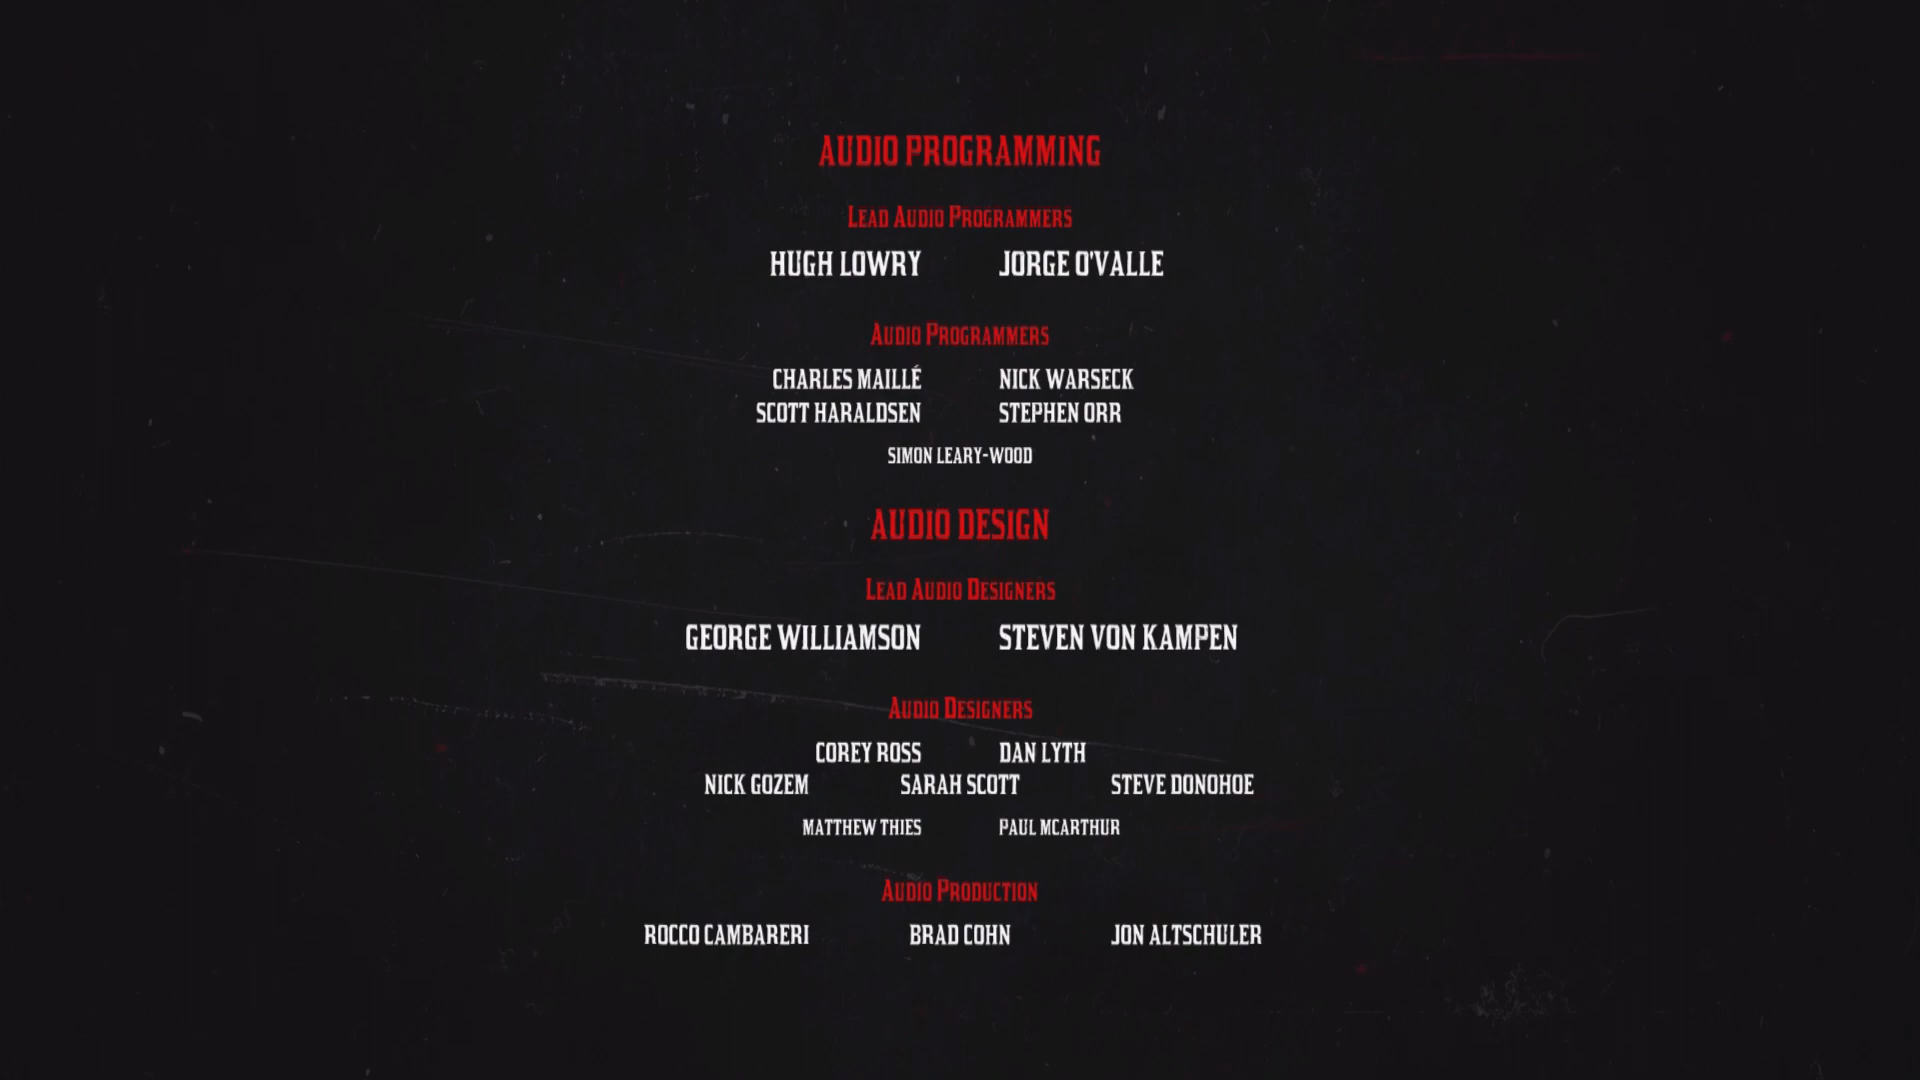 AUDIO PROGRAMMING
LEAD AUDIO PROGRAMMERS
HUGH LOWRY JORGE O'VALLE
AUDIO PROGRAMMERS
CHARLES MAILLÉ NICK WARSECK
SCOTT HARALDSEN STEPHEN ORR
SIMON LEARY-WOOD
AUDIO DESIGN
LEAD AUDIO DESIGNERS
GEORGE WILLIAMSON STEVEN VON KAMPEN
AUDIO DESIGNERS
COREY ROSS DAN LYTH
NICK GOZEM SARAH SCOTT STEVE DONOHOE
MATTHEW THIES PAUL MCARTHUR
AUDIO PRODUCTION
ROCCO CAMBARERI BRAD COHN JON ALTSCHULER